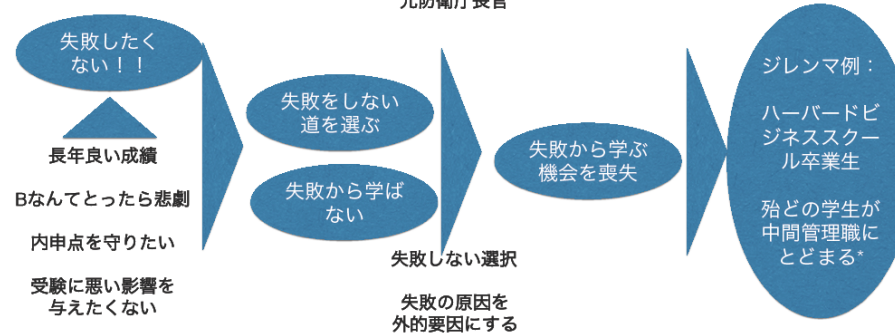 元防衛庁長官
失敗したく
ない！！
長年良い成績
Bなんてとったら悲劇
内申点を守りたい
受験に悪い影響を
与えたくない
失敗をしない
道を選ぶ
失敗から学ば
ない
失敗しない選択
失敗の原因を
外的要因にする
失敗から学ぶ
機会を喪失
ジレンマ例：
ハーバードビ
ジネススクー
ル卒業生
殆どの学生が
中間管理職に
とどまる*